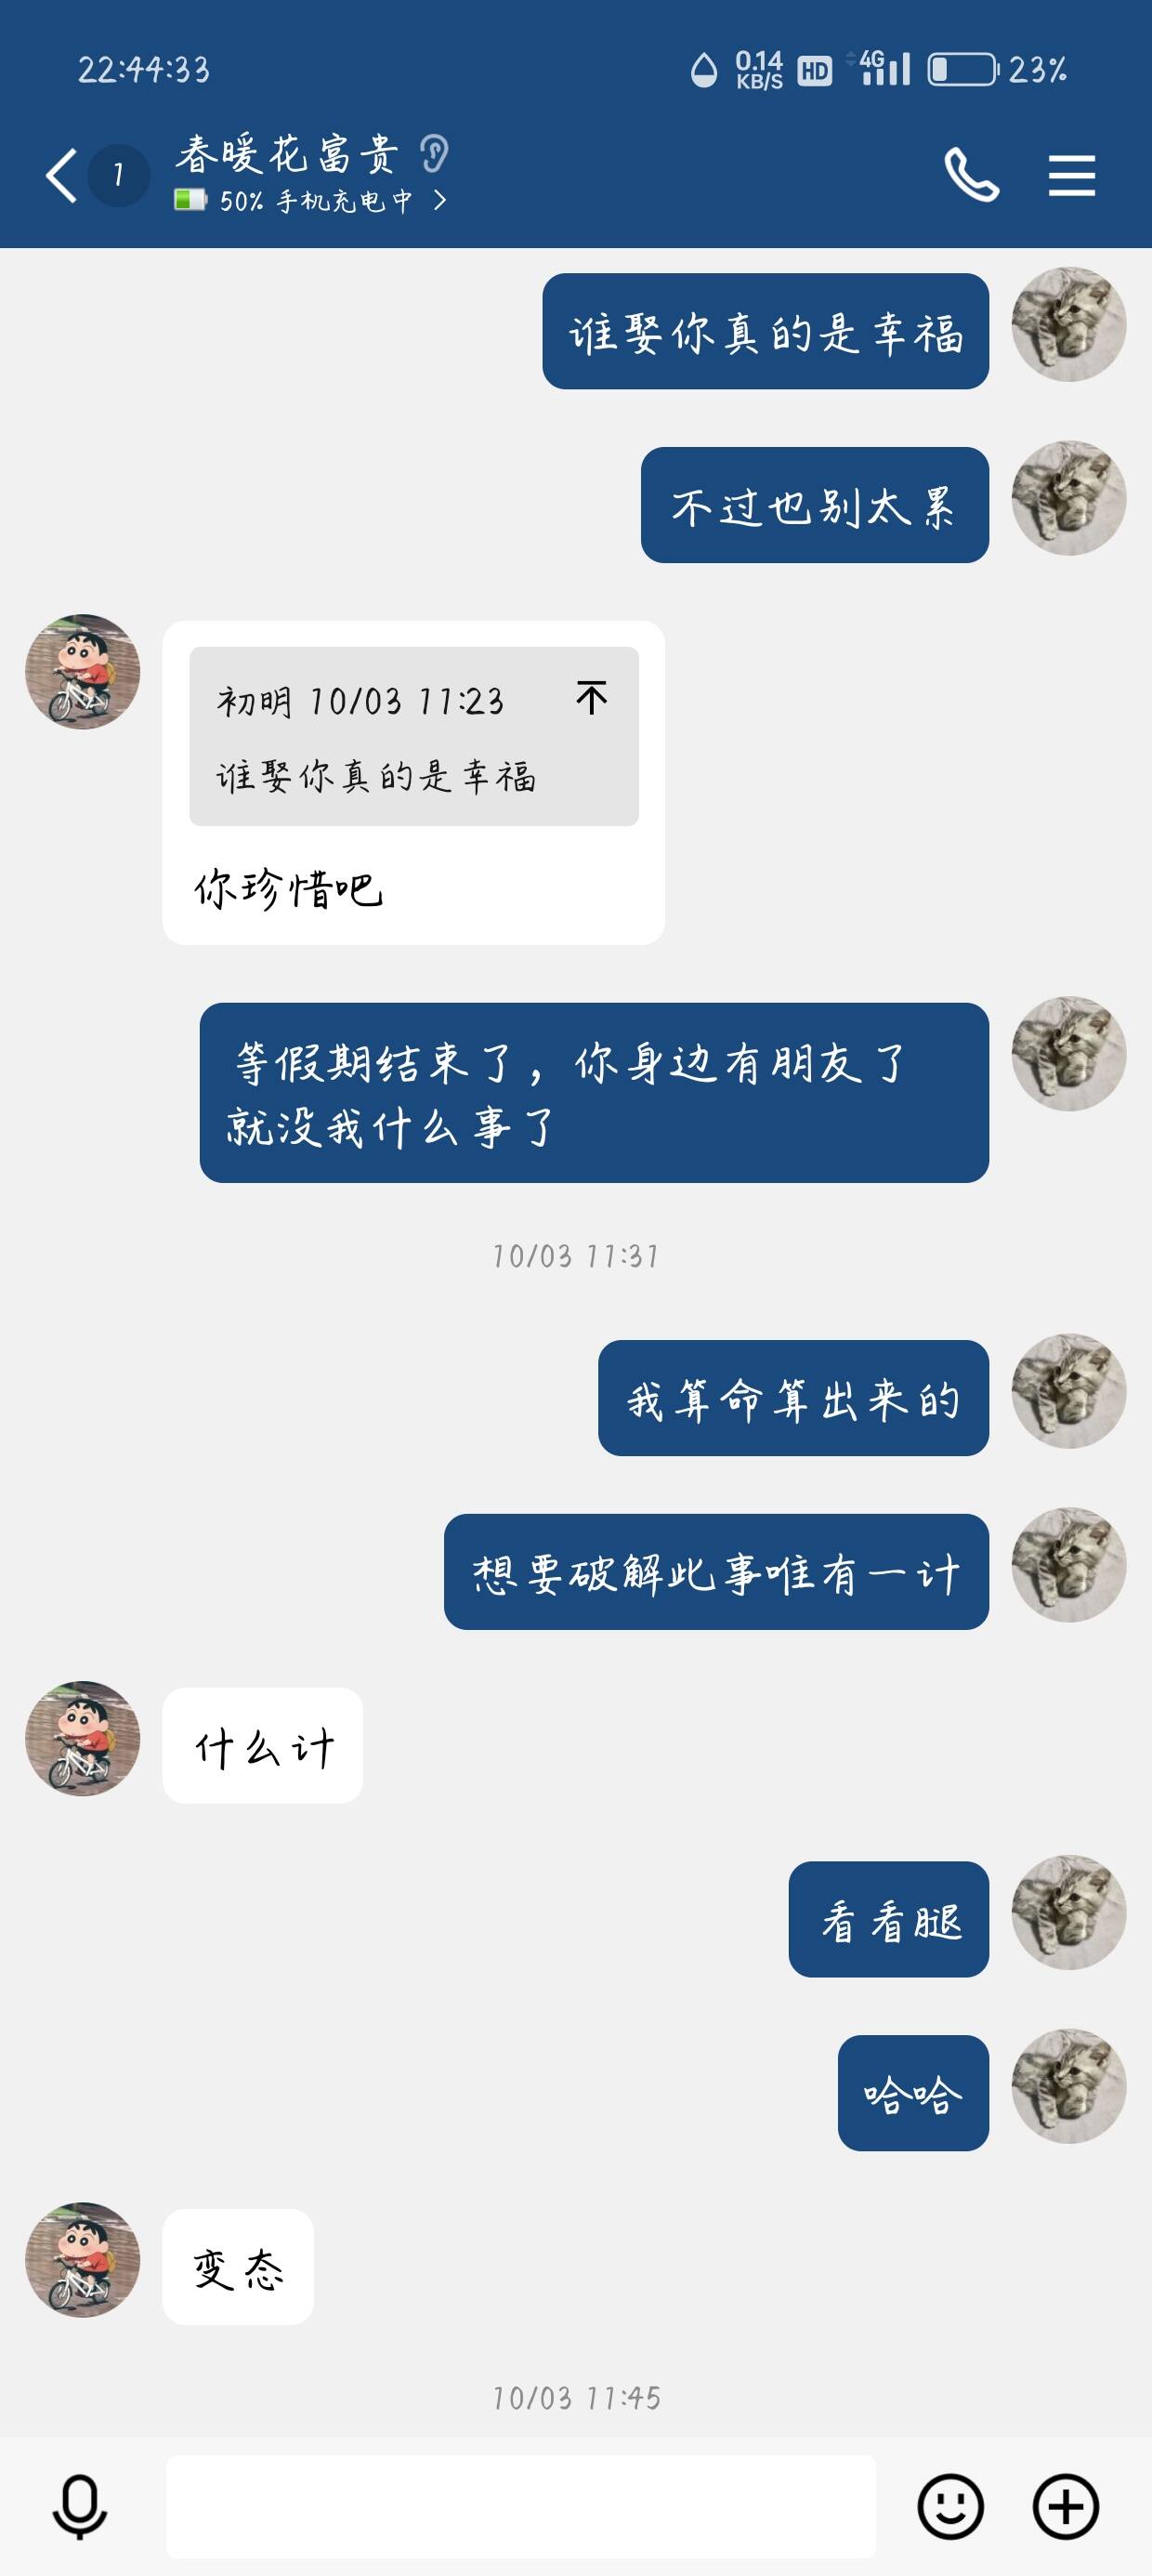 22:44:33
0.14
KB/S
HD
4G
23%
1
春暖花富贵
50% 手机充电中
谁娶你真的是幸福
不过也别太累
初明 10/03 11:23
谁娶你真的是幸福
你珍惜吧
等假期结束了，你身边有朋友了
就没我什么事了
10/03 11:31
我算命算出来的
想要破解此事唯有一计
什么计
看看腿
哈哈
变态
10/03 11:45